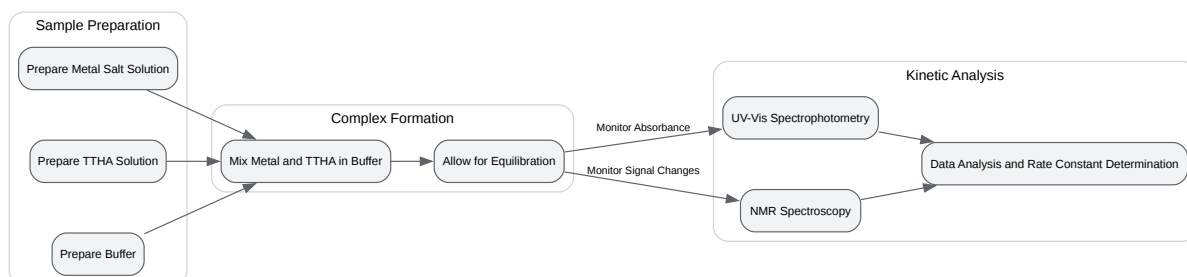 Sample Preparation
Prepare Metal Salt Solution
Prepare TTHA Solution
Prepare Buffer
Complex Formation
Mix Metal and TTHA in Buffer
Allow for Equilibration
Monitor Absorbance
Monitor Signal Changes
Kinetic Analysis
UV-Vis Spectrophotometry
NMR Spectroscopy
Data Analysis and Rate Constant Determination